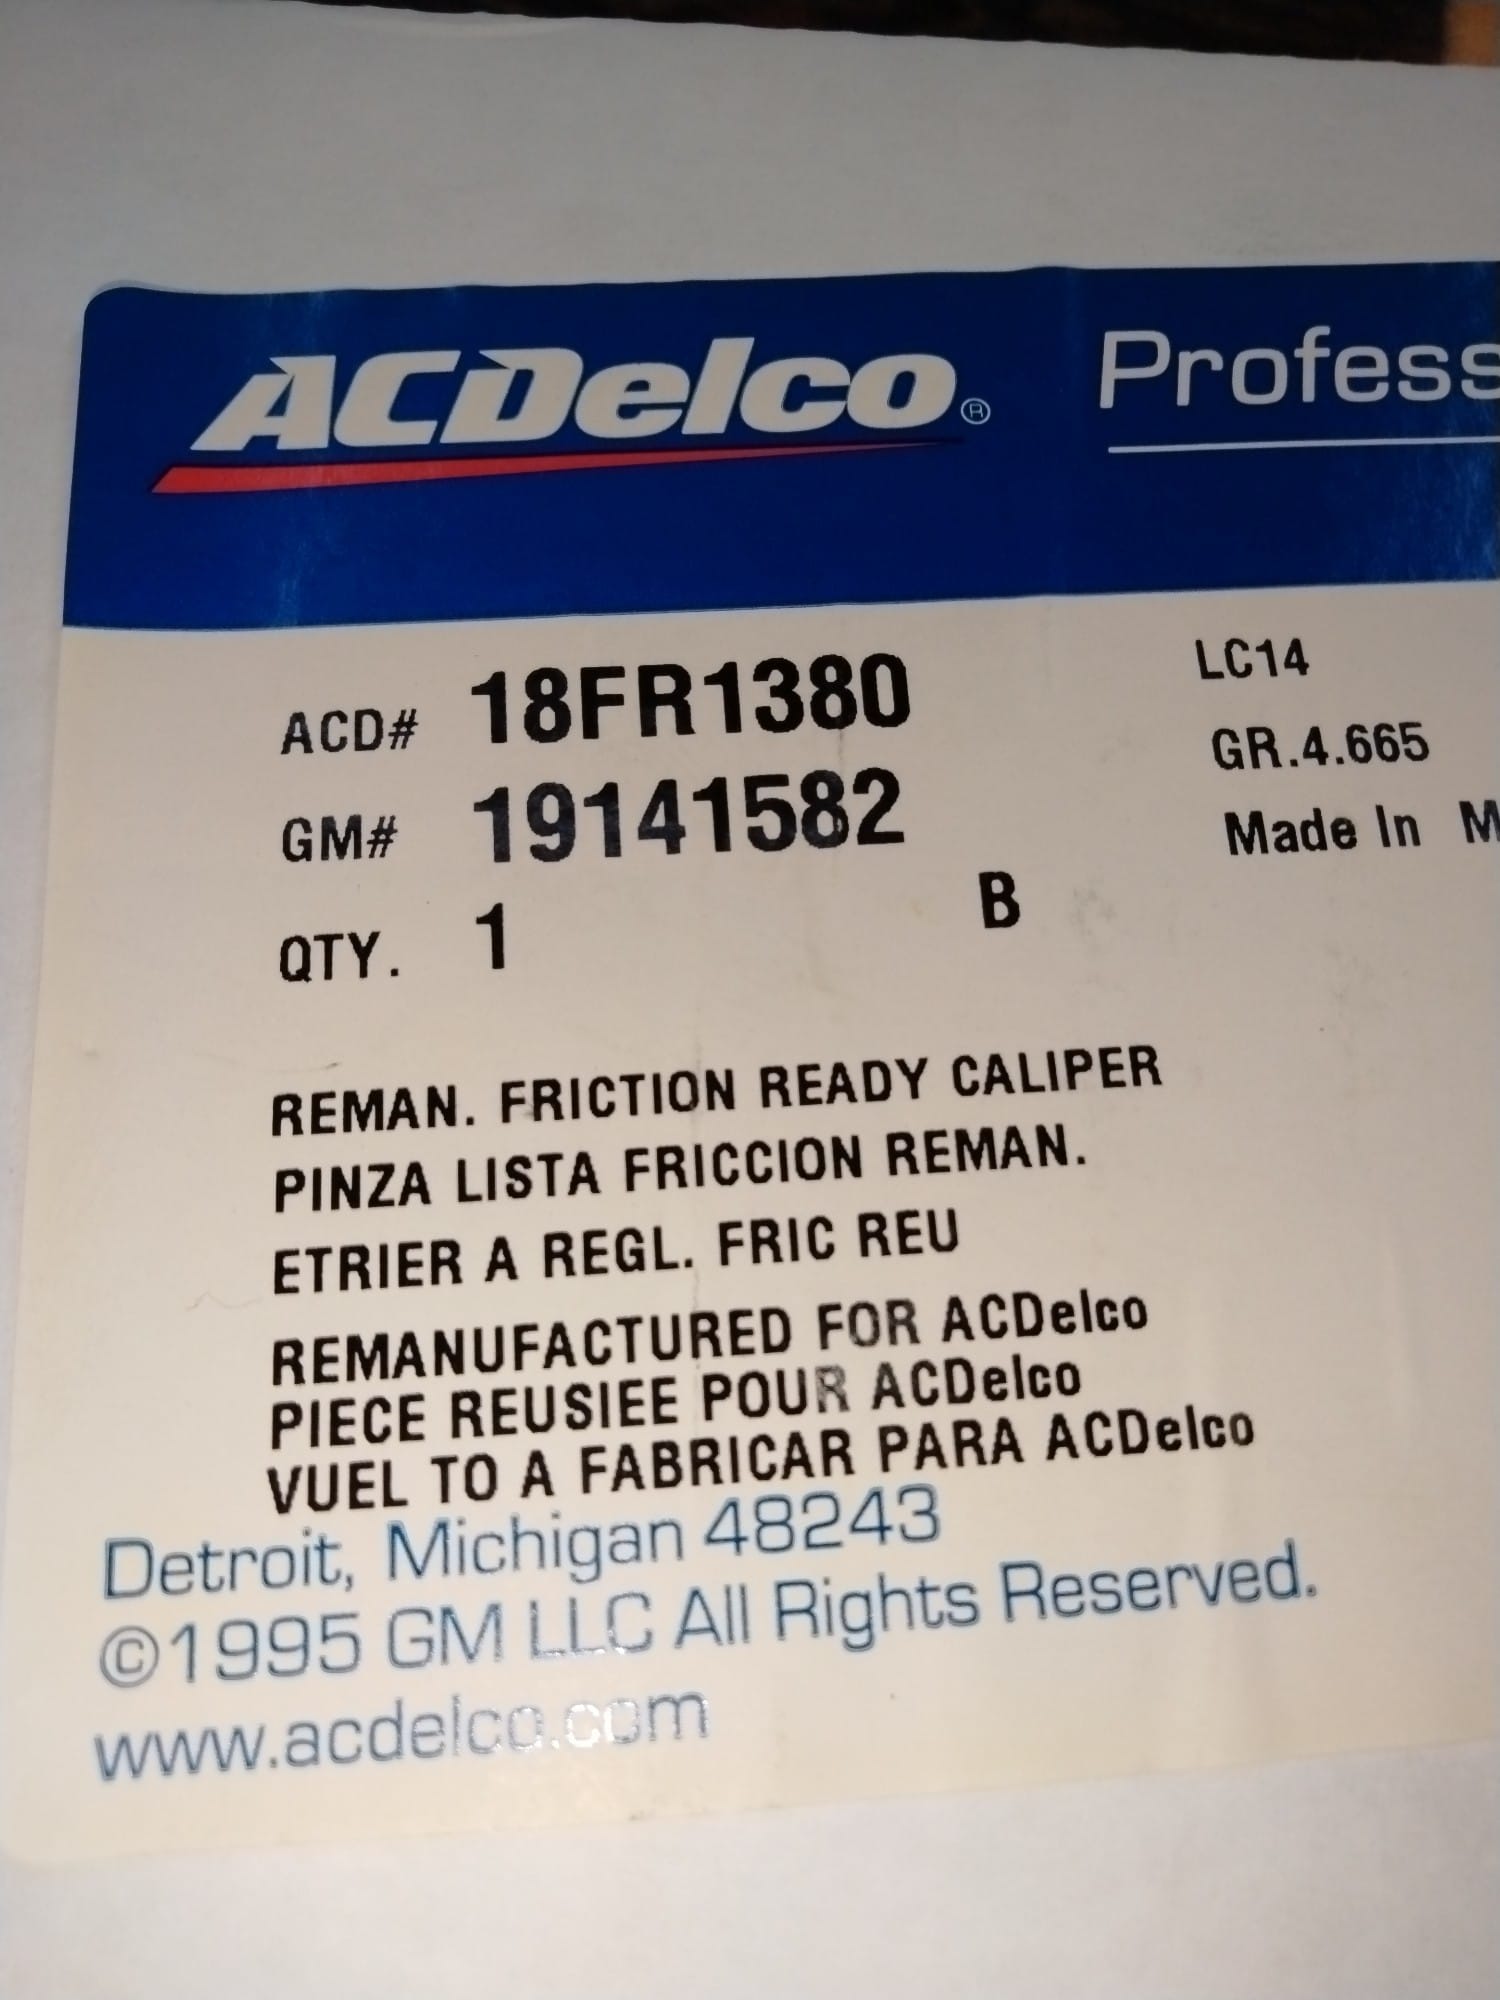 ACDelco®
Profess
ACD# 18FR1380
LC14
GM# 19141582
GR.4.665
Made In M
QTY. 1
B
REMAN. FRICTION READY CALIPER
PINZA LISTA FRICCION REMAN.
ETRIER A REGL. FRIC REU
REMANUFACTURED FOR ACDelco
PIECE REUSIEE POUR ACDelco
VUEL TO A FABRICAR PARA ACDelco
Detroit, Michigan 48243
©1995 GM LLC All Rights Reserved.
www.acdelco.com